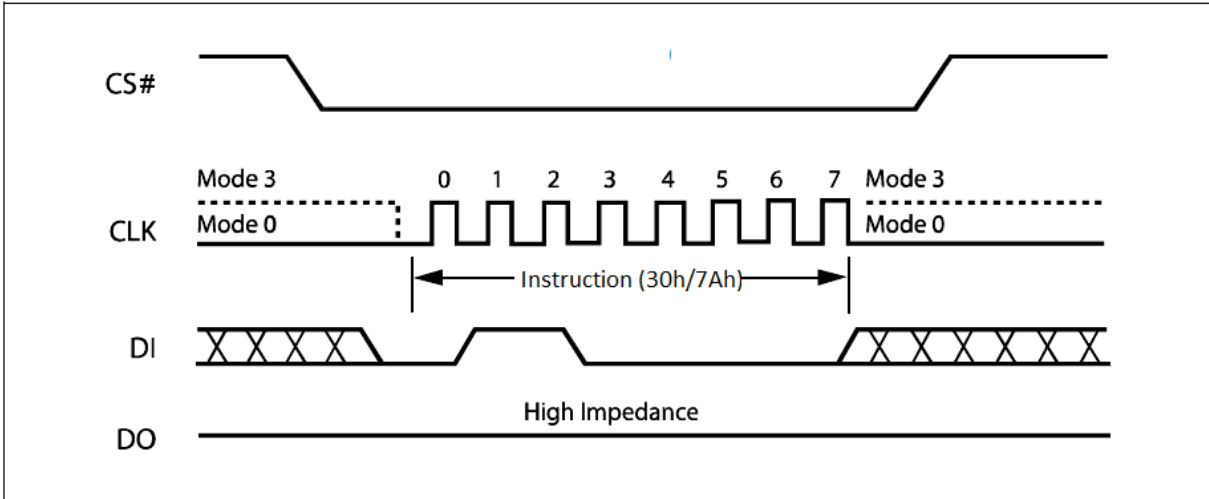 CS#
Mode 3 0 1 2 3 4 5 6 7 Mode 3
CLK Mode 0 Mode 0
Instruction (30h/7Ah)
DI
High Impedance
DO